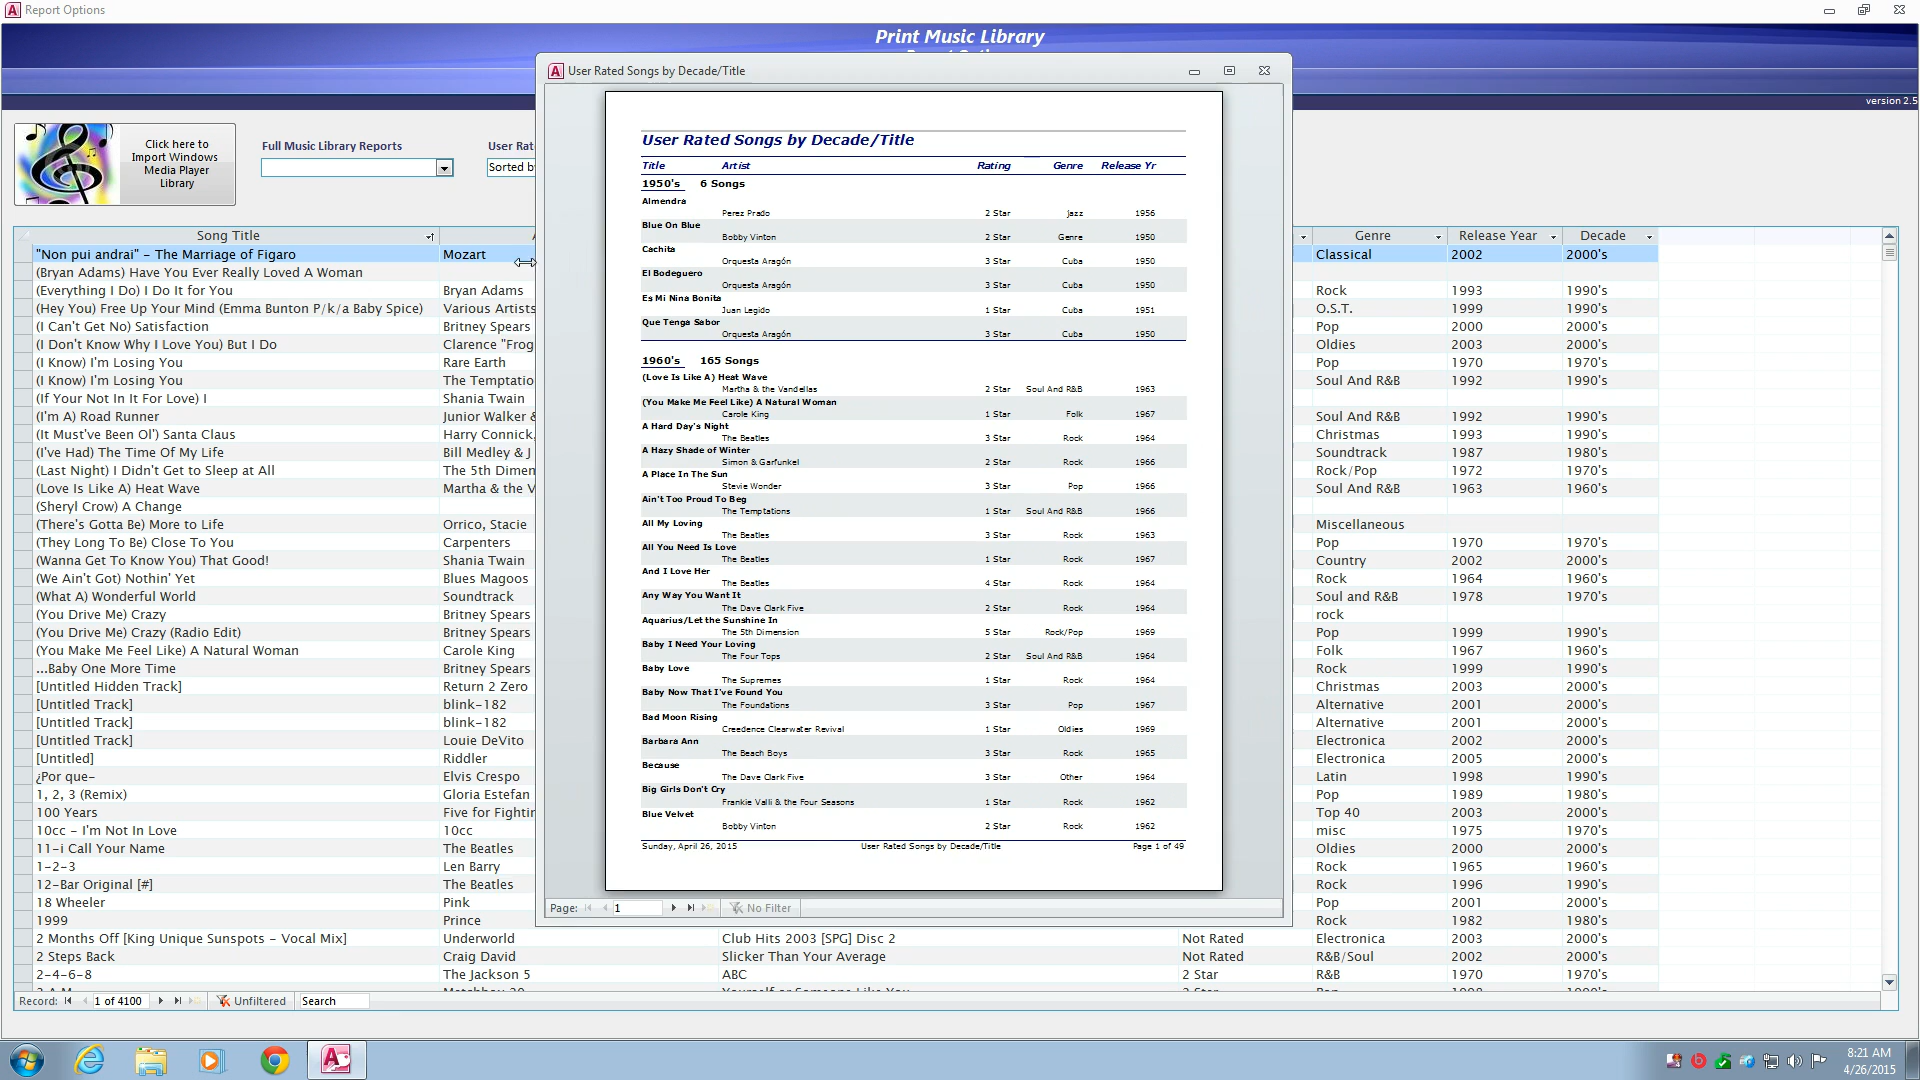 Report Options
Print Music Library
version 2.5
Click here to
Import Windows
Media Player
Library
Full Music Library Reports
User Rat
Sorted b
Song Title
Genre Release Year Decade
"Non pui andrai" - The Marriage of Figaro Mozart Classical 2002 2000's
(Bryan Adams) Have You Ever Really Loved A Woman
(Everything I Do) I Do It for You Bryan Adams Rock 1993 1990's
(Hey You) Free Up Your Mind (Emma Bunton P/k/a Baby Spice) Various Artists O.S.T. 1999 1990's
(I Can't Get No) Satisfaction Britney Spears Pop 2000 2000's
(I Don't Know Why I Love You) But I Do Clarence "Frog Oldies 2003 2000's
(I Know) I'm Losing You Rare Earth Pop 1970 1970's
(I Know) I'm Losing You The Temptatio Soul And R&B 1992 1990's
(If Your Not In It For Love) I Shania Twain
(I'm A) Road Runner Junior Walker & Soul And R&B 1992 1990's
(It Must've Been Ol') Santa Claus Harry Connick, Christmas 1993 1990's
(I've Had) The Time Of My Life Bill Medley & J Soundtrack 1987 1980's
(Last Night) I Didn't Get to Sleep at All The 5th Dimen Rock/Pop 1972 1970's
(Love Is Like A) Heat Wave Martha & the V Soul And R&B 1963 1960's
(Sheryl Crow) A Change
(There's Gotta Be) More to Life Orrico, Stacie Miscellaneous
(They Long To Be) Close To You Carpenters Pop 1970 1970's
(Wanna Get To Know You) That Good! Shania Twain Country 2002 2000's
(We Ain't Got) Nothin' Yet Blues Magoos Rock 1964 1960's
(What A) Wonderful World Soundtrack Soul and R&B 1978 1970's
(You Drive Me) Crazy Britney Spears rock
(You Drive Me) Crazy (Radio Edit) Britney Spears Pop 1999 1990's
(You Make Me Feel Like) A Natural Woman Carole King Folk 1967 1960's
...Baby One More Time Britney Spears Rock 1999 1990's
[Untitled Hidden Track] Return 2 Zero Christmas 2003 2000's
[Untitled Track] blink-182 Alternative 2001 2000's
[Untitled Track] blink-182 Alternative 2001 2000's
[Untitled Track] Louie DeVito Electronica 2002 2000's
[Untitled] Riddler Electronica 2005 2000's
¿Por que- Elvis Crespo Latin 1998 1990's
1, 2, 3 (Remix) Gloria Estefan Pop 1989 1980's
100 Years Five for Fightin Top 40 2003 2000's
10cc - I'm Not In Love 10cc misc 1975 1970's
11-i Call Your Name The Beatles Oldies 2000 2000's
1-2-3 Len Barry Rock 1965 1960's
12-Bar Original [#] The Beatles Rock 1996 1990's
18 Wheeler Pink Pop 2001 2000's
1999 Prince Rock 1982 1980's
2 Months Off [King Unique Sunspots - Vocal Mix] Underworld Club Hits 2003 [SPG] Disc 2 Not Rated Electronica 2003 2000's
2 Steps Back Craig David Slicker Than Your Average Not Rated R&B/Soul 2002 2000's
2-4-6-8 The Jackson 5 ABC 2 Star R&B 1970 1970's
Record: 1 of 4100 Unfiltered Search
User Rated Songs by Decade/Title
User Rated Songs by Decade/Title
Title Artist Rating Genre Release Yr
1950's 6 Songs
Almendra
Perez Prado 2 Star Jazz 1956
Blue On Blue
Bobby Vinton 2 Star Genre 1950
Cachita
Orquesta Aragón 3 Star Cuba 1950
El Bodeguero
Orquesta Aragón 3 Star Cuba 1950
Es Mi Nina Bonita
Juan Legido 1 Star Cuba 1951
Que Tenga Sabor
Orquesta Aragón 3 Star Cuba 1950
1960's 165 Songs
(Love Is Like A) Heat Wave
Martha & the Vandellas 2 Star Soul And R&B 1963
(You Make Me Feel Like) A Natural Woman
Carole King 1 Star Folk 1967
A Hard Day's Night
The Beatles 3 Star Rock 1964
A Hazy Shade of Winter
Simon & Garfunkel 2 Star Rock 1966
A Place In The Sun
Stevie Wonder 3 Star Pop 1966
Ain't Too Proud To Beg
The Temptations 1 Star Soul And R&B 1966
All My Loving
The Beatles 3 Star Rock 1963
All You Need Is Love
The Beatles 1 Star Rock 1967
And I Love Her
The Beatles 4 Star Rock 1964
Any Way You Want It
The Dave Clark Five 2 Star Rock 1964
Aquarius/Let the Sunshine In
The 5th Dimension 5 Star Rock/Pop 1969
Baby I Need Your Loving
The Four Tops 2 Star Soul And R&B 1964
Baby Love
The Supremes 1 Star Rock 1964
Baby Now That I've Found You
The Foundations 3 Star Pop 1967
Bad Moon Rising
Creedence Clearwater Revival 1 Star Oldies 1969
Barbara Ann
The Beach Boys 3 Star Rock 1965
Because
The Dave Clark Five 3 Star Other 1964
Big Girls Don't Cry
Frankie Valli & the Four Seasons 1 Star Rock 1962
Blue Velvet
Bobby Vinton 2 Star Rock 1962
Sunday, April 26, 2015 User Rated Songs by Decade/Title Page 1 of 49
Page: 1 No Filter
8:21 AM
4/26/2015